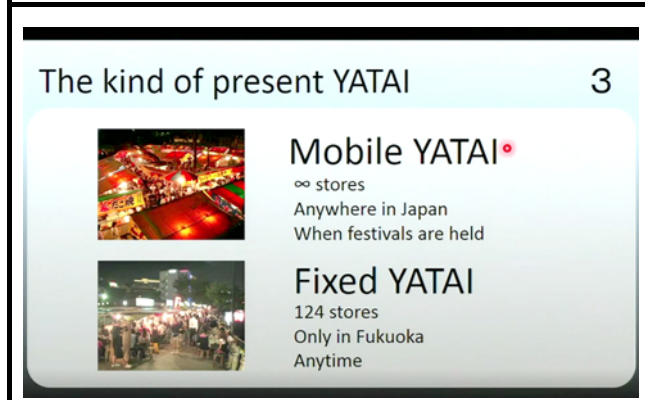 The kind of present YATAI 3
Mobile YATAI
∞ stores
Anywhere in Japan
When festivals are held
Fixed YATAI
124 stores
Only in Fukuoka
Anytime